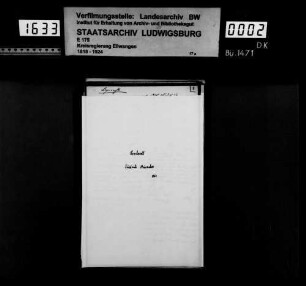 1633
Verfilmungsstelle: Landesarchiv BW
Institut für Erhaltung von Archiv- und Bibliotheksgut
STAATSARCHIV LUDWIGSBURG
E 175
Kreisregierung Ellwangen
1818 - 1924
0002
DK
Bü.1471